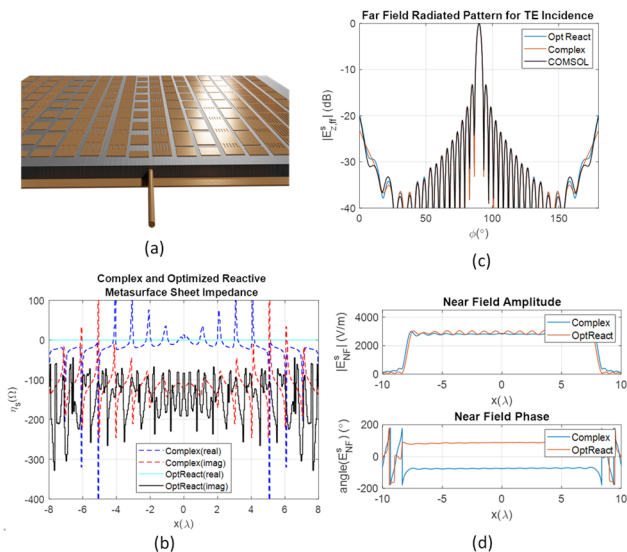 (a)
Far Field Radiated Pattern for TE Incidence
0
-10
-20
-30
-40
|E^s_z,ff| (dB)
Opt React
Complex
COMSOL
0 50 100 150
ϕ(°)
(c)
Complex and Optimized Reactive
Metasurface Sheet Impedance
100
0
-100
-200
-300
-400
η_s(Ω)
Complex(real)
Complex(imag)
OptReact(real)
OptReact(imag)
-8 -6 -4 -2 0 2 4 6 8
x(λ)
(b)
Near Field Amplitude
4000
2000
0
|E^s_NF| (V/m)
Complex
OptReact
-10 -5 0 5 10
x(λ)
Near Field Phase
200
0
-200
angle(E^s_NF) (°)
Complex
OptReact
-10 -5 0 5 10
x(λ)
(d)